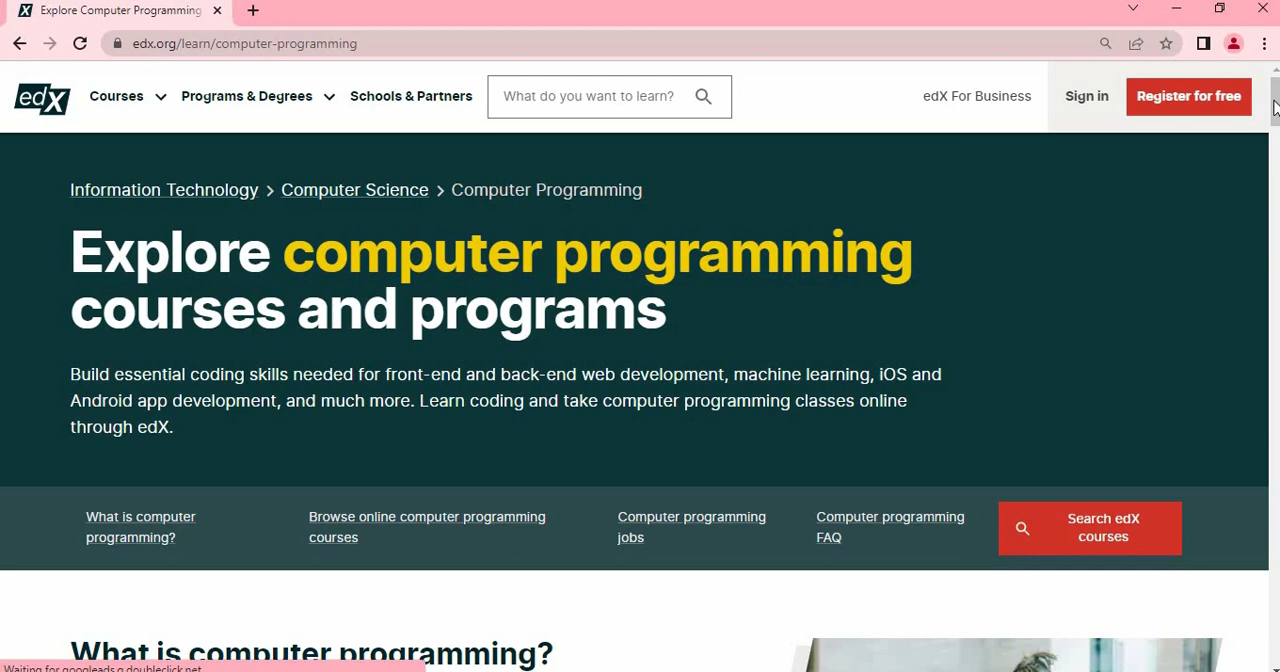 Explore Computer Programming
edx.org/learn/computer-programming
edX
Courses
Programs & Degrees
Schools & Partners
What do you want to learn?
edX For Business
Sign in
Register for free
Information Technology > Computer Science > Computer Programming
Explore computer programming
courses and programs
Build essential coding skills needed for front-end and back-end web development, machine learning, iOS and
Android app development, and much more. Learn coding and take computer programming classes online
through edX.
What is computer
programming?
Browse online computer programming
courses
Computer programming
jobs
Computer programming
FAQ
Search edX
courses
What is computer programming?
Waiting for googleads.g.doubleclick.net